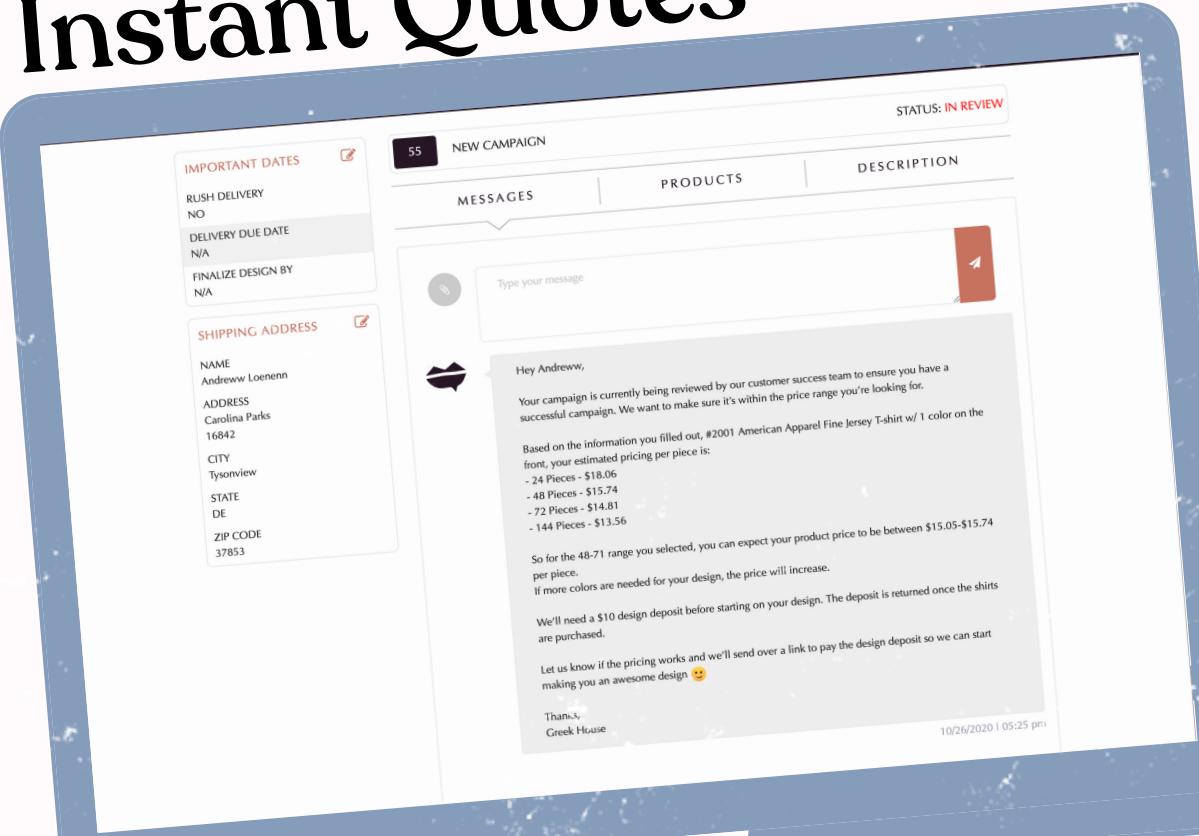 Instant Quotes
IMPORTANT DATES
RUSH DELIVERY
NO
DELIVERY DUE DATE
N/A
FINALIZE DESIGN BY
N/A
SHIPPING ADDRESS
NAME
Andreww Loenenn
ADDRESS
Carolina Parks
16842
CITY
Tysonview
STATE
DE
ZIP CODE
37853
55
NEW CAMPAIGN
STATUS: IN REVIEW
MESSAGES
PRODUCTS
DESCRIPTION
Type your message
Hey Andreww,
Your campaign is currently being reviewed by our customer success team to ensure you have a
successful campaign. We want to make sure it's within the price range you're looking for.
Based on the information you filled out, #2001 American Apparel Fine Jersey T-shirt w/ 1 color on the
front, your estimated pricing per piece is:
- 24 Pieces - $18.06
- 48 Pieces - $15.74
- 72 Pieces - $14.81
- 144 Pieces - $13.56
So for the 48-71 range you selected, you can expect your product price to be between $15.05-$15.74
per piece.
If more colors are needed for your design, the price will increase.
We'll need a $10 design deposit before starting on your design. The deposit is returned once the shirts
are purchased.
Let us know if the pricing works and we'll send over a link to pay the design deposit so we can start
making you an awesome design 🙂
Thanks,
Greek House
10/26/2020 | 05:25 pm